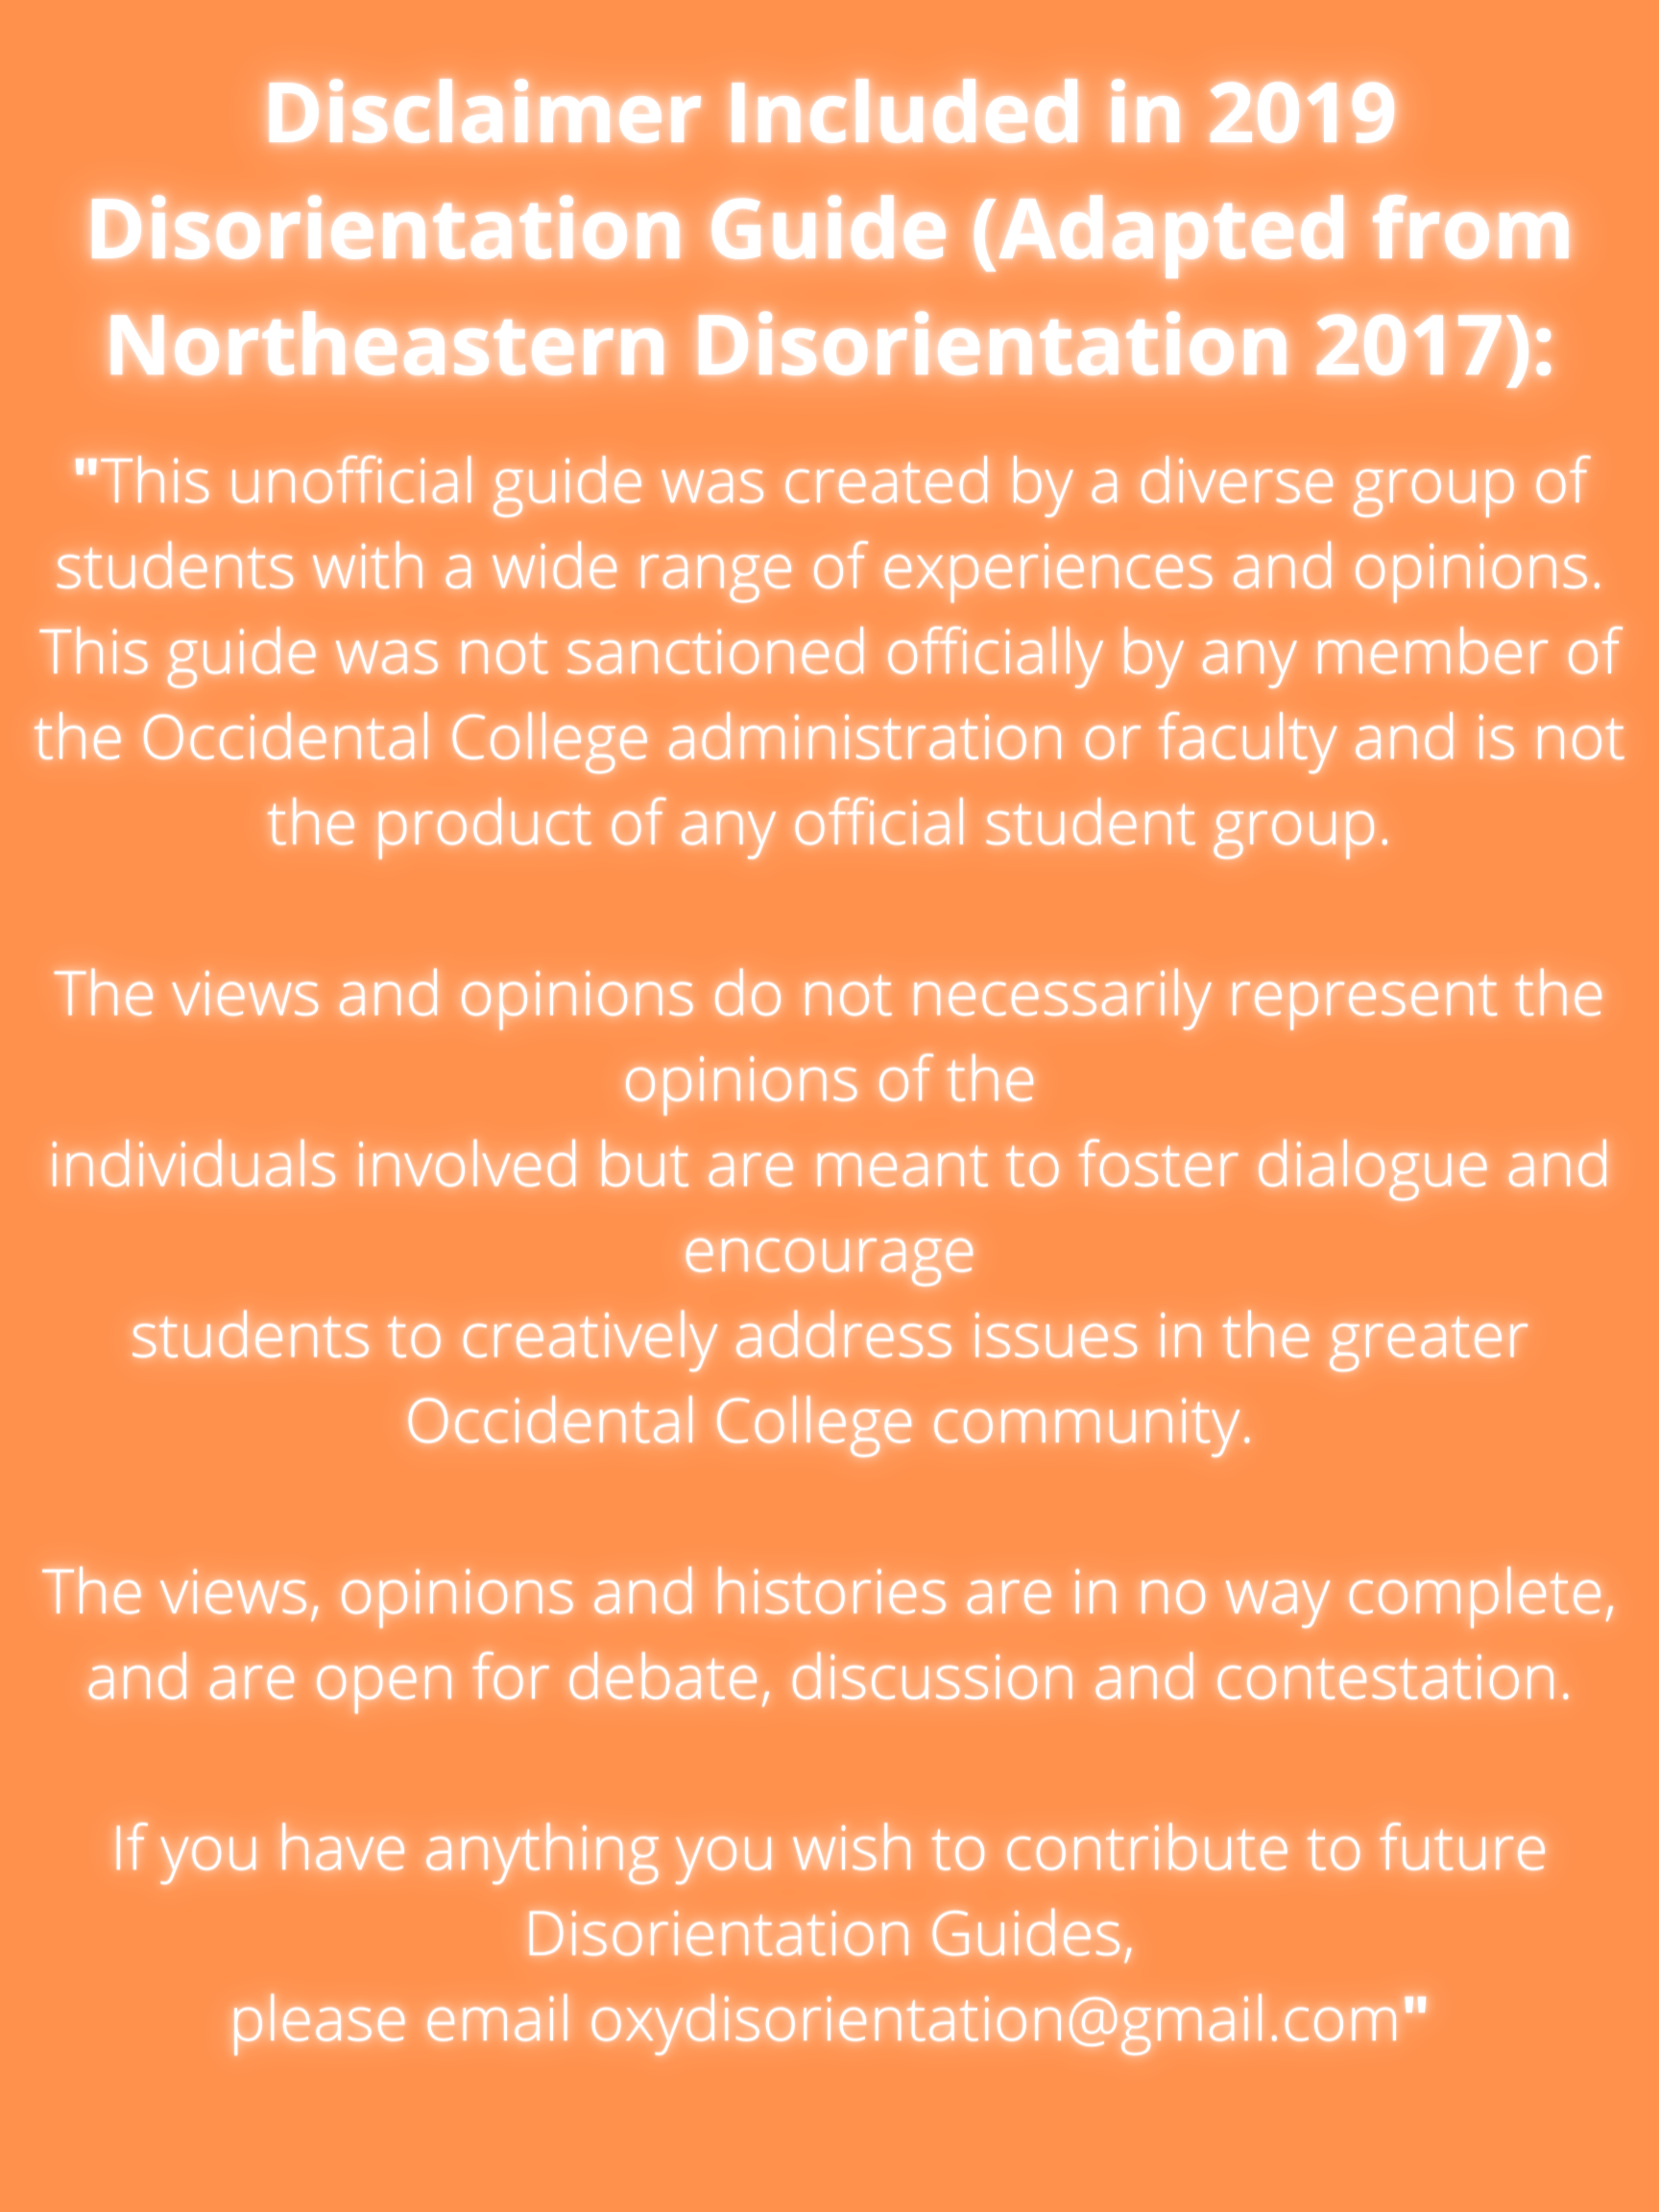 Disclaimer Included in 2019
Disorientation Guide (Adapted from
Northeastern Disorientation 2017):
"This unofficial guide was created by a diverse group of
students with a wide range of experiences and opinions.
This guide was not sanctioned officially by any member of
the Occidental College administration or faculty and is not
the product of any official student group.
The views and opinions do not necessarily represent the
opinions of the
individuals involved but are meant to foster dialogue and
encourage
students to creatively address issues in the greater
Occidental College community.
The views, opinions and histories are in no way complete,
and are open for debate, discussion and contestation.
If you have anything you wish to contribute to future
Disorientation Guides,
please email oxydisorientation@gmail.com"